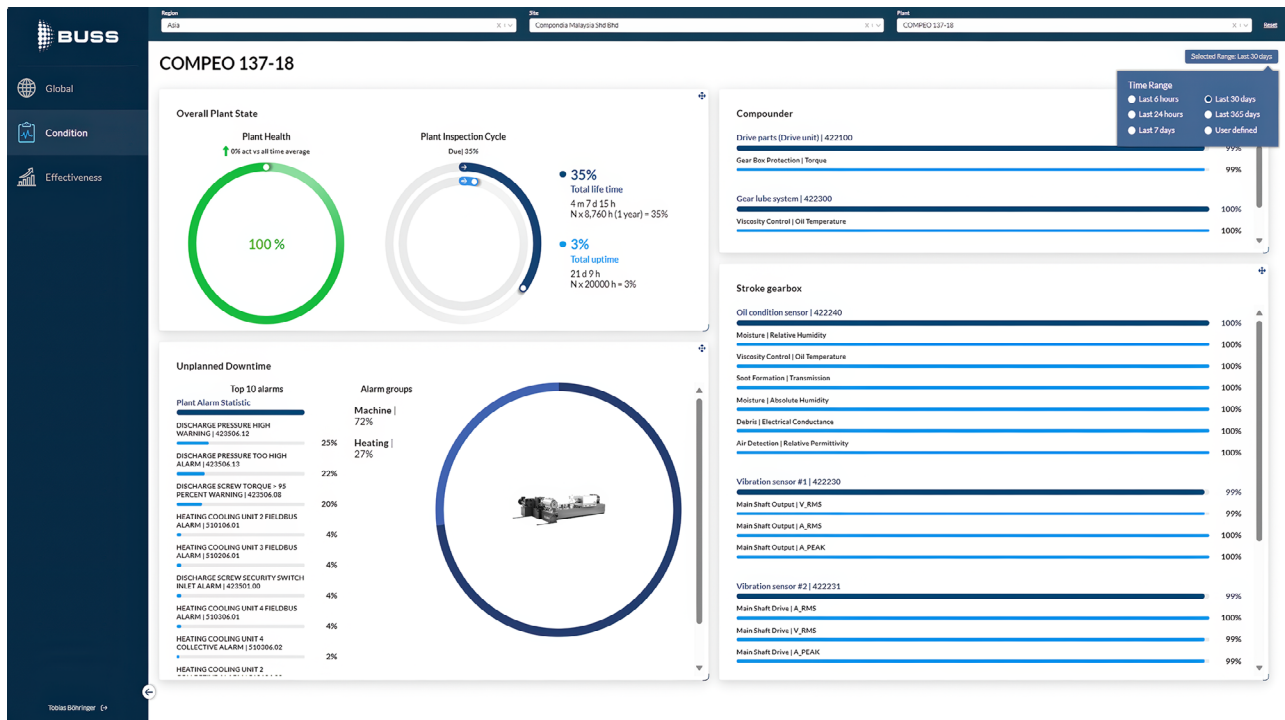 BUSS
Global
Condition
Effectiveness
Tobias Böhringer
Region
Asia
Site
Compondia Malaysia Shd Bhd
Plant
COMPEO 137-18
Reset
COMPEO 137-18
Selected Range: Last 30 days
Time Range
Last 6 hours
Last 30 days
Last 24 hours
Last 365 days
Last 7 days
User defined
Overall Plant State
Plant Health
0% act vs all time average
100 %
Plant Inspection Cycle
Due| 35%
35%
Total life time
4 m 7 d 15 h
N x 8,760 h (1 year) = 35%
3%
Total uptime
21 d 9 h
N x 20000 h = 3%
Unplanned Downtime
Top 10 alarms
Plant Alarm Statistic
DISCHARGE PRESSURE HIGH
WARNING | 423506.12
25%
DISCHARGE PRESSURE TOO HIGH
ALARM | 423506.13
22%
DISCHARGE SCREW TORQUE > 95
PERCENT WARNING | 423506.08
20%
HEATING COOLING UNIT 2 FIELDBUS
ALARM | 510106.01
4%
HEATING COOLING UNIT 3 FIELDBUS
ALARM | 510206.01
4%
DISCHARGE SCREW SECURITY SWITCH
INLET ALARM | 423501.00
4%
HEATING COOLING UNIT 4 FIELDBUS
ALARM | 510306.01
4%
HEATING COOLING UNIT 4
COLLECTIVE ALARM | 510306.02
2%
HEATING COOLING UNIT 2
Alarm groups
Machine |
72%
Heating |
27%
Compounder
Drive parts (Drive unit) | 422100
99%
Gear Box Protection | Torque
99%
Gear lube system | 422300
100%
Viscosity Control | Oil Temperature
100%
Stroke gearbox
Oil condition sensor | 422240
100%
Moisture | Relative Humidity
100%
Viscosity Control | Oil Temperature
100%
Soot Formation | Transmission
100%
Moisture | Absolute Humidity
100%
Debris | Electrical Conductance
100%
Air Detection | Relative Permittivity
100%
Vibration sensor #1 | 422230
99%
Main Shaft Output | V_RMS
99%
Main Shaft Output | A_RMS
100%
Main Shaft Output | A_PEAK
100%
Vibration sensor #2 | 422231
99%
Main Shaft Drive | A_RMS
100%
Main Shaft Drive | V_RMS
99%
Main Shaft Drive | A_PEAK
99%